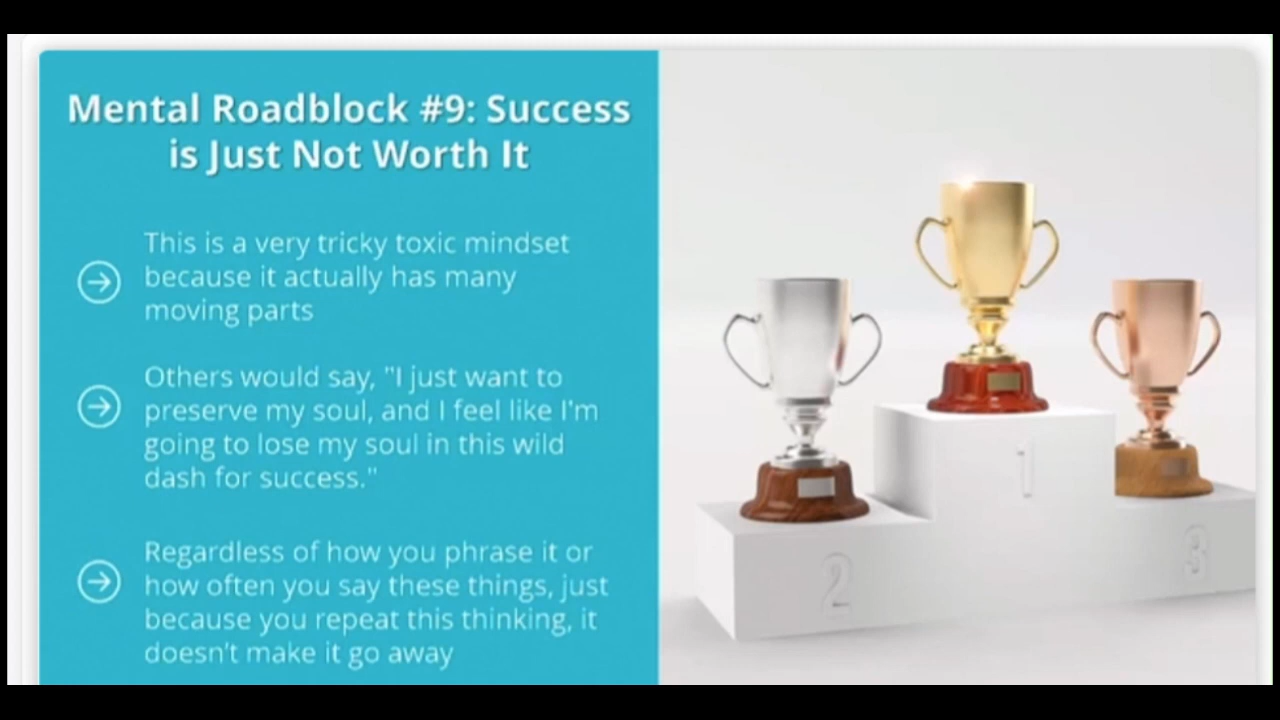 Mental Roadblock #9: Success
is Just Not Worth It
This is a very tricky toxic mindset
because it actually has many
moving parts
Others would say, "I just want to
preserve my soul, and I feel like I'm
going to lose my soul in this wild
dash for success."
Regardless of how you phrase it or
how often you say these things, just
because you repeat this thinking, it
doesn't make it go away
1
2
3